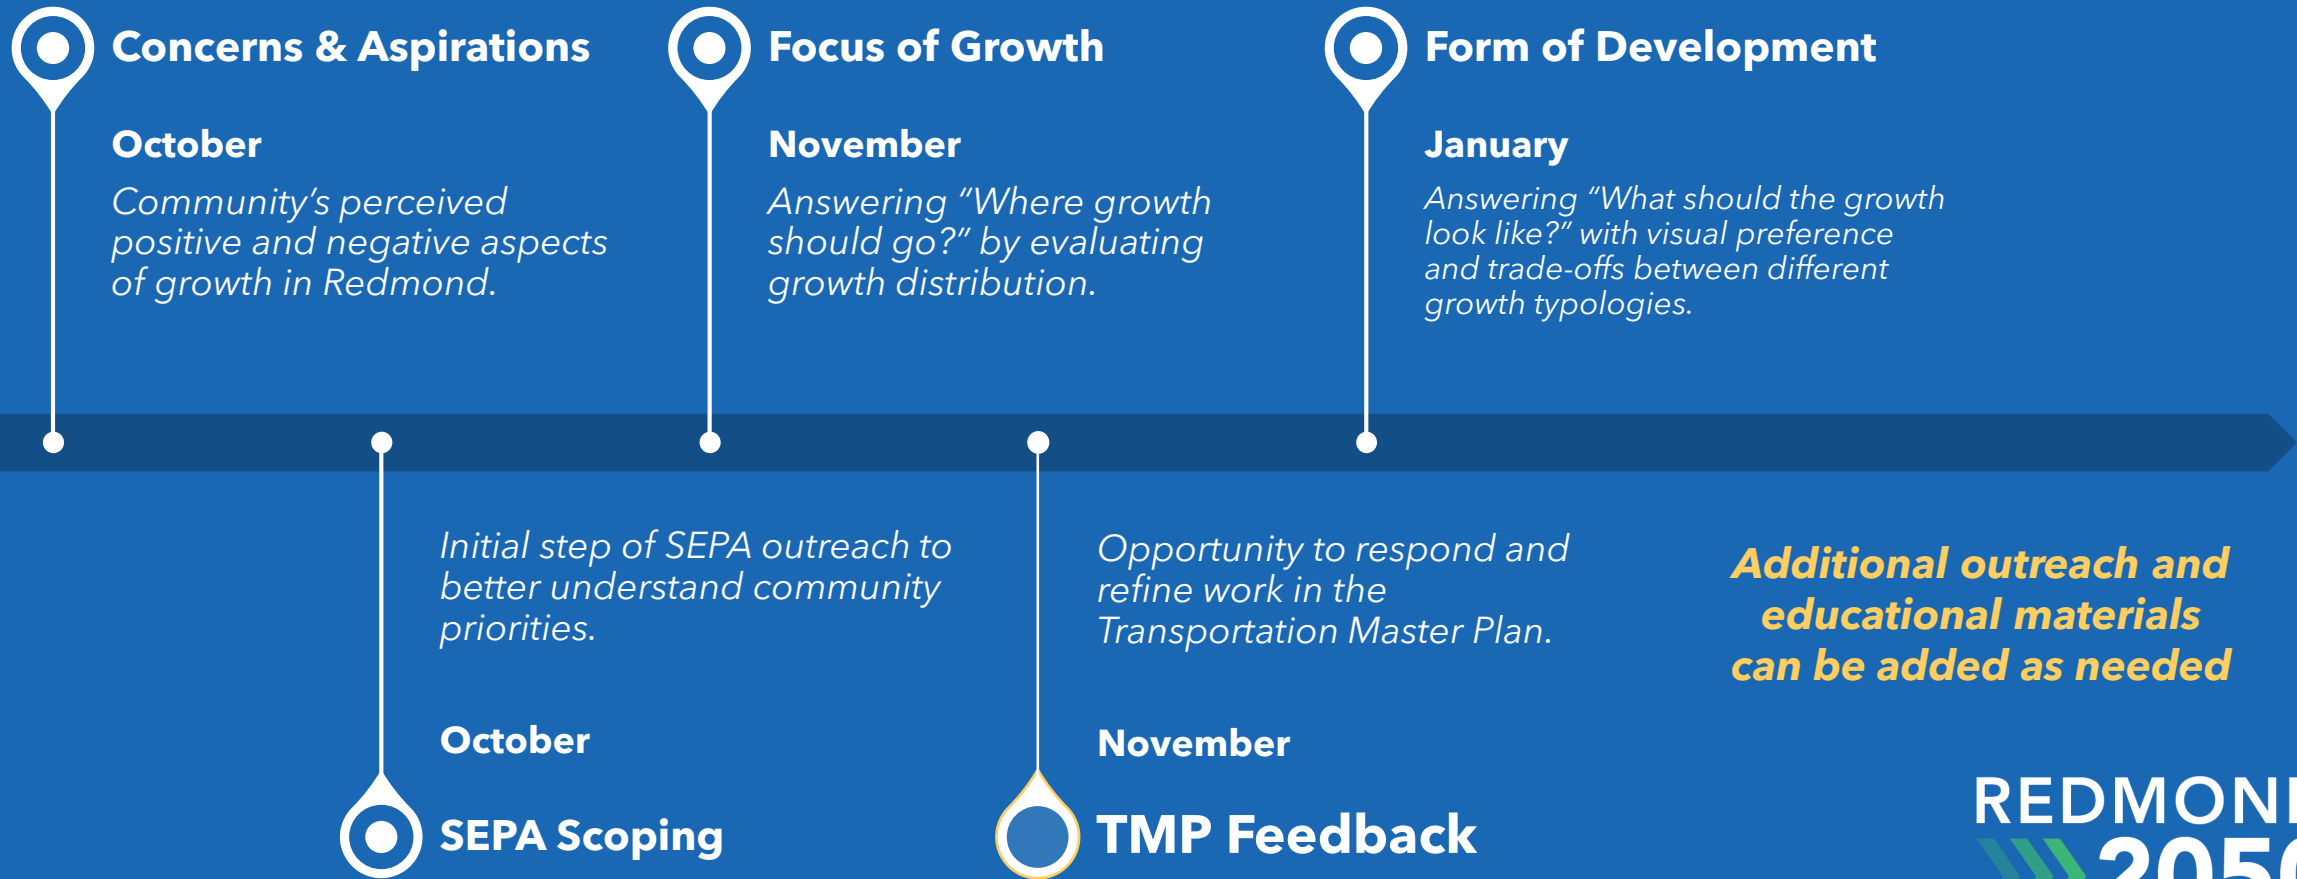 Concerns & Aspirations
October
Community's perceived
positive and negative aspects
of growth in Redmond.
Focus of Growth
November
Answering "Where growth
should go?" by evaluating
growth distribution.
Form of Development
January
Answering "What should the growth
look like?" with visual preference
and trade-offs between different
growth typologies.
Initial step of SEPA outreach to
better understand community
priorities.
October
SEPA Scoping
Opportunity to respond and
refine work in the
Transportation Master Plan.
November
TMP Feedback
Additional outreach and
educational materials
can be added as needed
REDMOND
2050